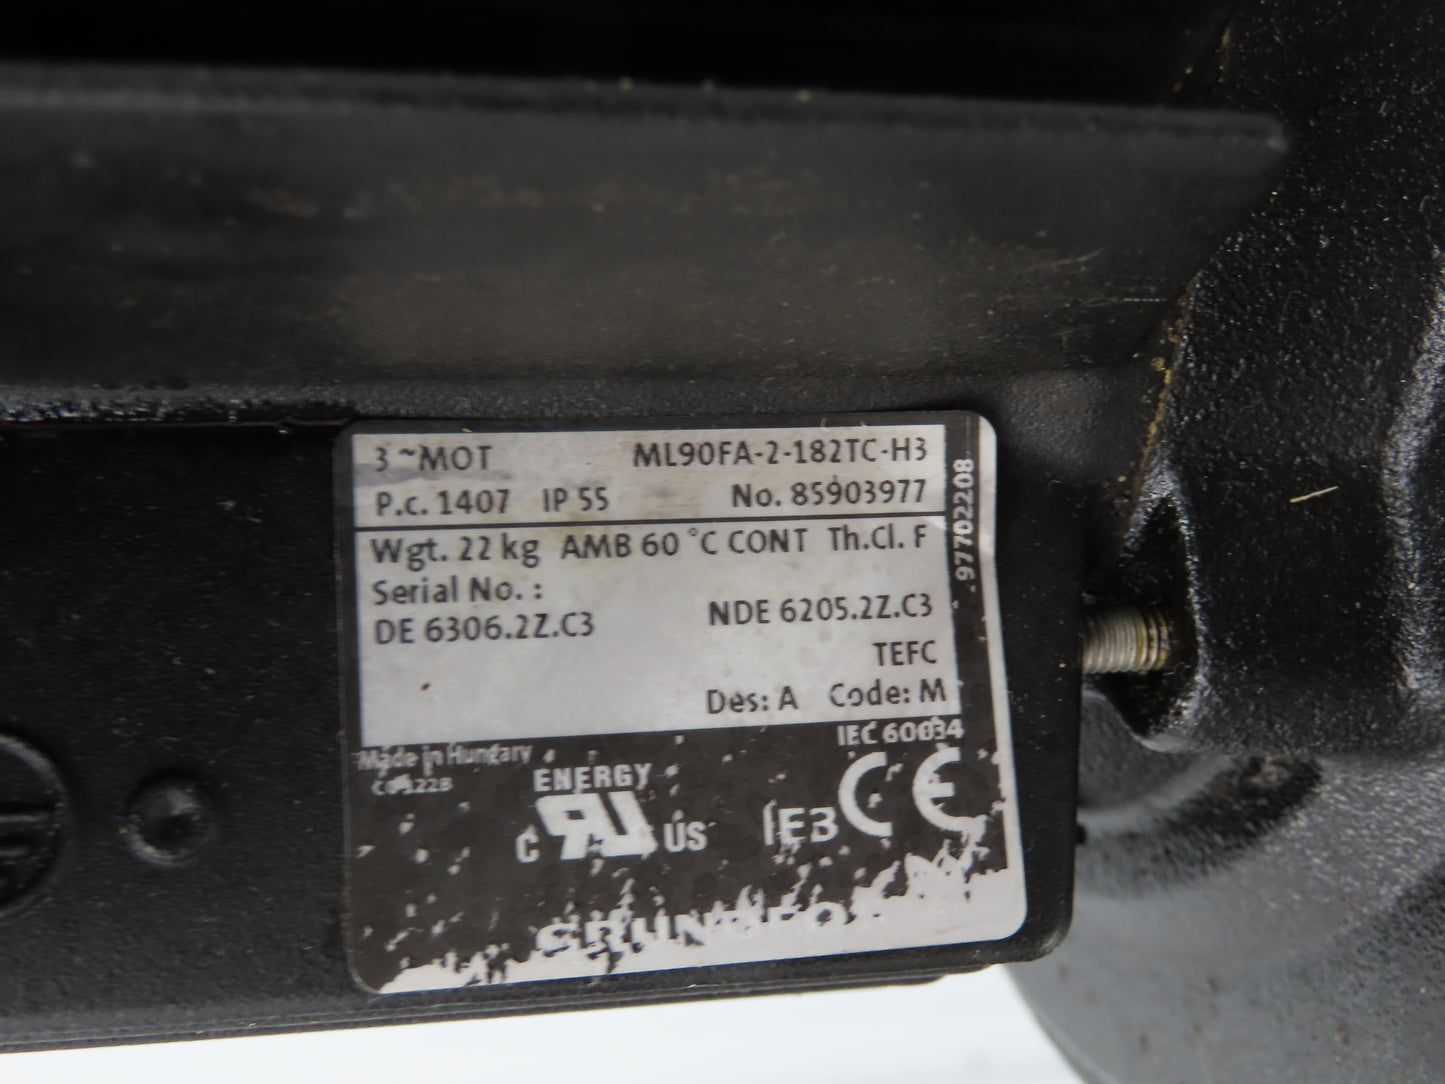 3 ~MOT ML90FA-2-182TC-H3
P.c. 1407 IP 55 No. 85903977
Wgt. 22 kg AMB 60 °C CONT Th.Cl. F
Serial No. :
DE 6306.2Z.C3 NDE 6205.2Z.C3
TEFC
Des: A Code: M
97702208
IEC 60034
Made in Hungary
ENERGY
C UR US
IE3 CE
GRUNDFOS